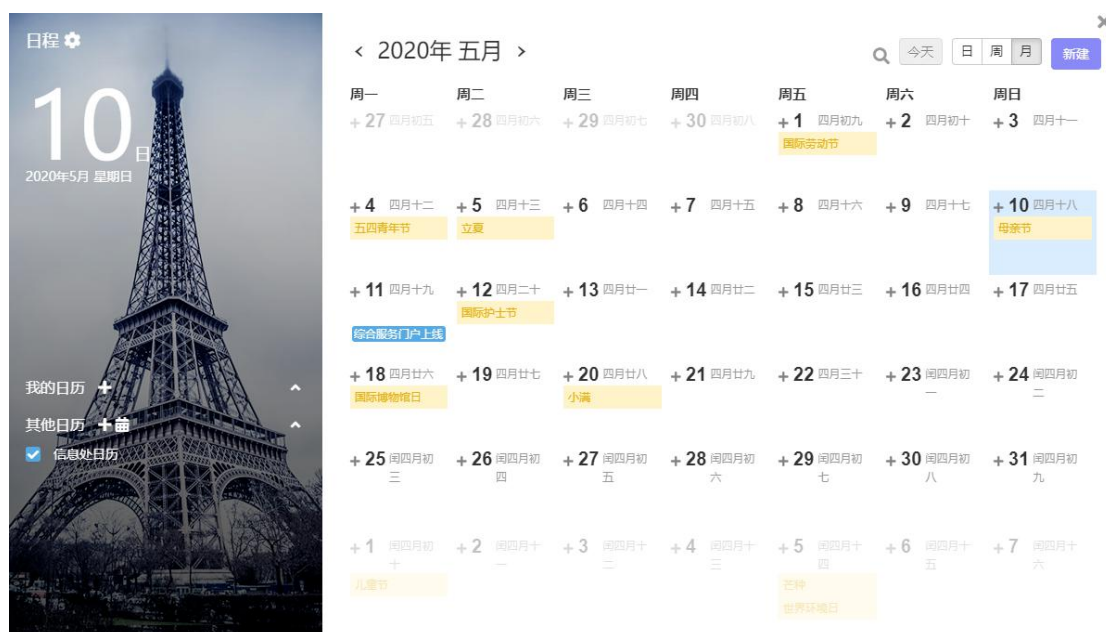 日程
10日
2020年5月 星期日
我的日历
其他日历
信息处日历
2020年 五月
今天 日 周 月 新建
周一 周二 周三 周四 周五 周六 周日
+ 27 四月初五 + 28 四月初六 + 29 四月初七 + 30 四月初八 + 1 四月初九 + 2 四月初十 + 3 四月十一
国际劳动节
+ 4 四月十二 + 5 四月十三 + 6 四月十四 + 7 四月十五 + 8 四月十六 + 9 四月十七 + 10 四月十八
五四青年节 立夏 母亲节
+ 11 四月十九 + 12 四月二十 + 13 四月廿一 + 14 四月廿二 + 15 四月廿三 + 16 四月廿四 + 17 四月廿五
国际护士节
综合服务门户上线
+ 18 四月廿六 + 19 四月廿七 + 20 四月廿八 + 21 四月廿九 + 22 四月三十 + 23 闰四月初一 + 24 闰四月初二
国际博物馆日 小满
+ 25 闰四月初三 + 26 闰四月初四 + 27 闰四月初五 + 28 闰四月初六 + 29 闰四月初七 + 30 闰四月初八 + 31 闰四月初九
+ 1 闰四月初十 + 2 闰四月十一 + 3 闰四月十二 + 4 闰四月十三 + 5 闰四月十四 + 6 闰四月十五 + 7 闰四月十六
儿童节 芒种
世界环境日